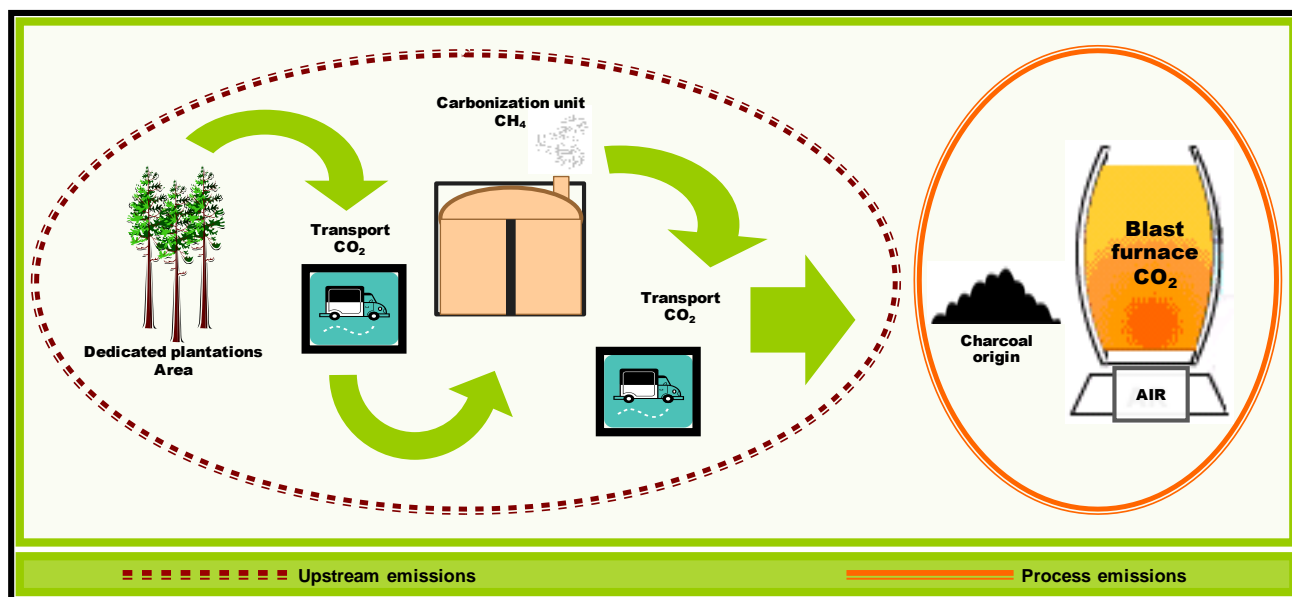 Carbonization unit
CH₄
Transport
CO₂
Dedicated plantations
Area
Transport
CO₂
Charcoal
origin
Blast
furnace
CO₂
AIR
Upstream emissions
Process emissions